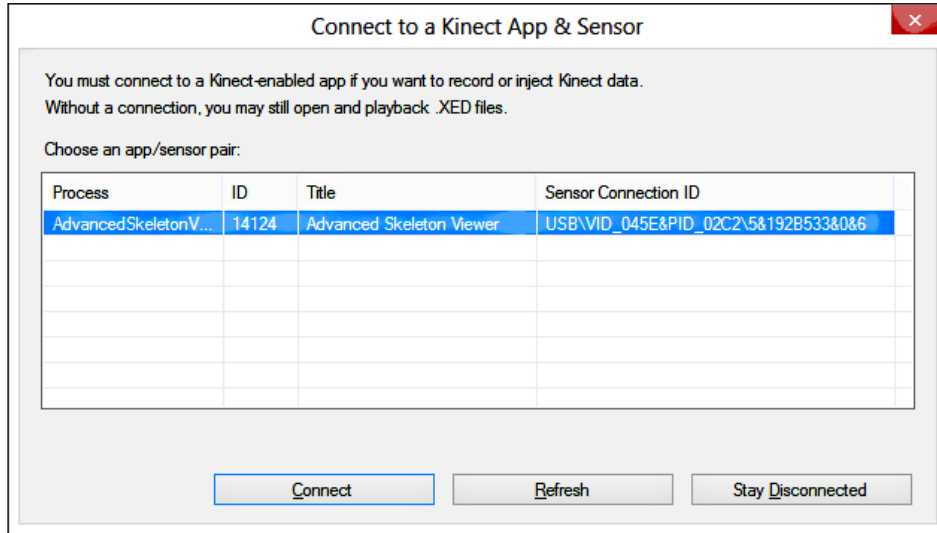 Connect to a Kinect App & Sensor
You must connect to a Kinect-enabled app if you want to record or inject Kinect data.
Without a connection, you may still open and playback .XED files.
Choose an app/sensor pair:
Process ID Title Sensor Connection ID
AdvancedSkeletonV... 14124 Advanced Skeleton Viewer USB\VID_045E&PID_02C2\5&192B533&0&6
Connect Refresh Stay Disconnected